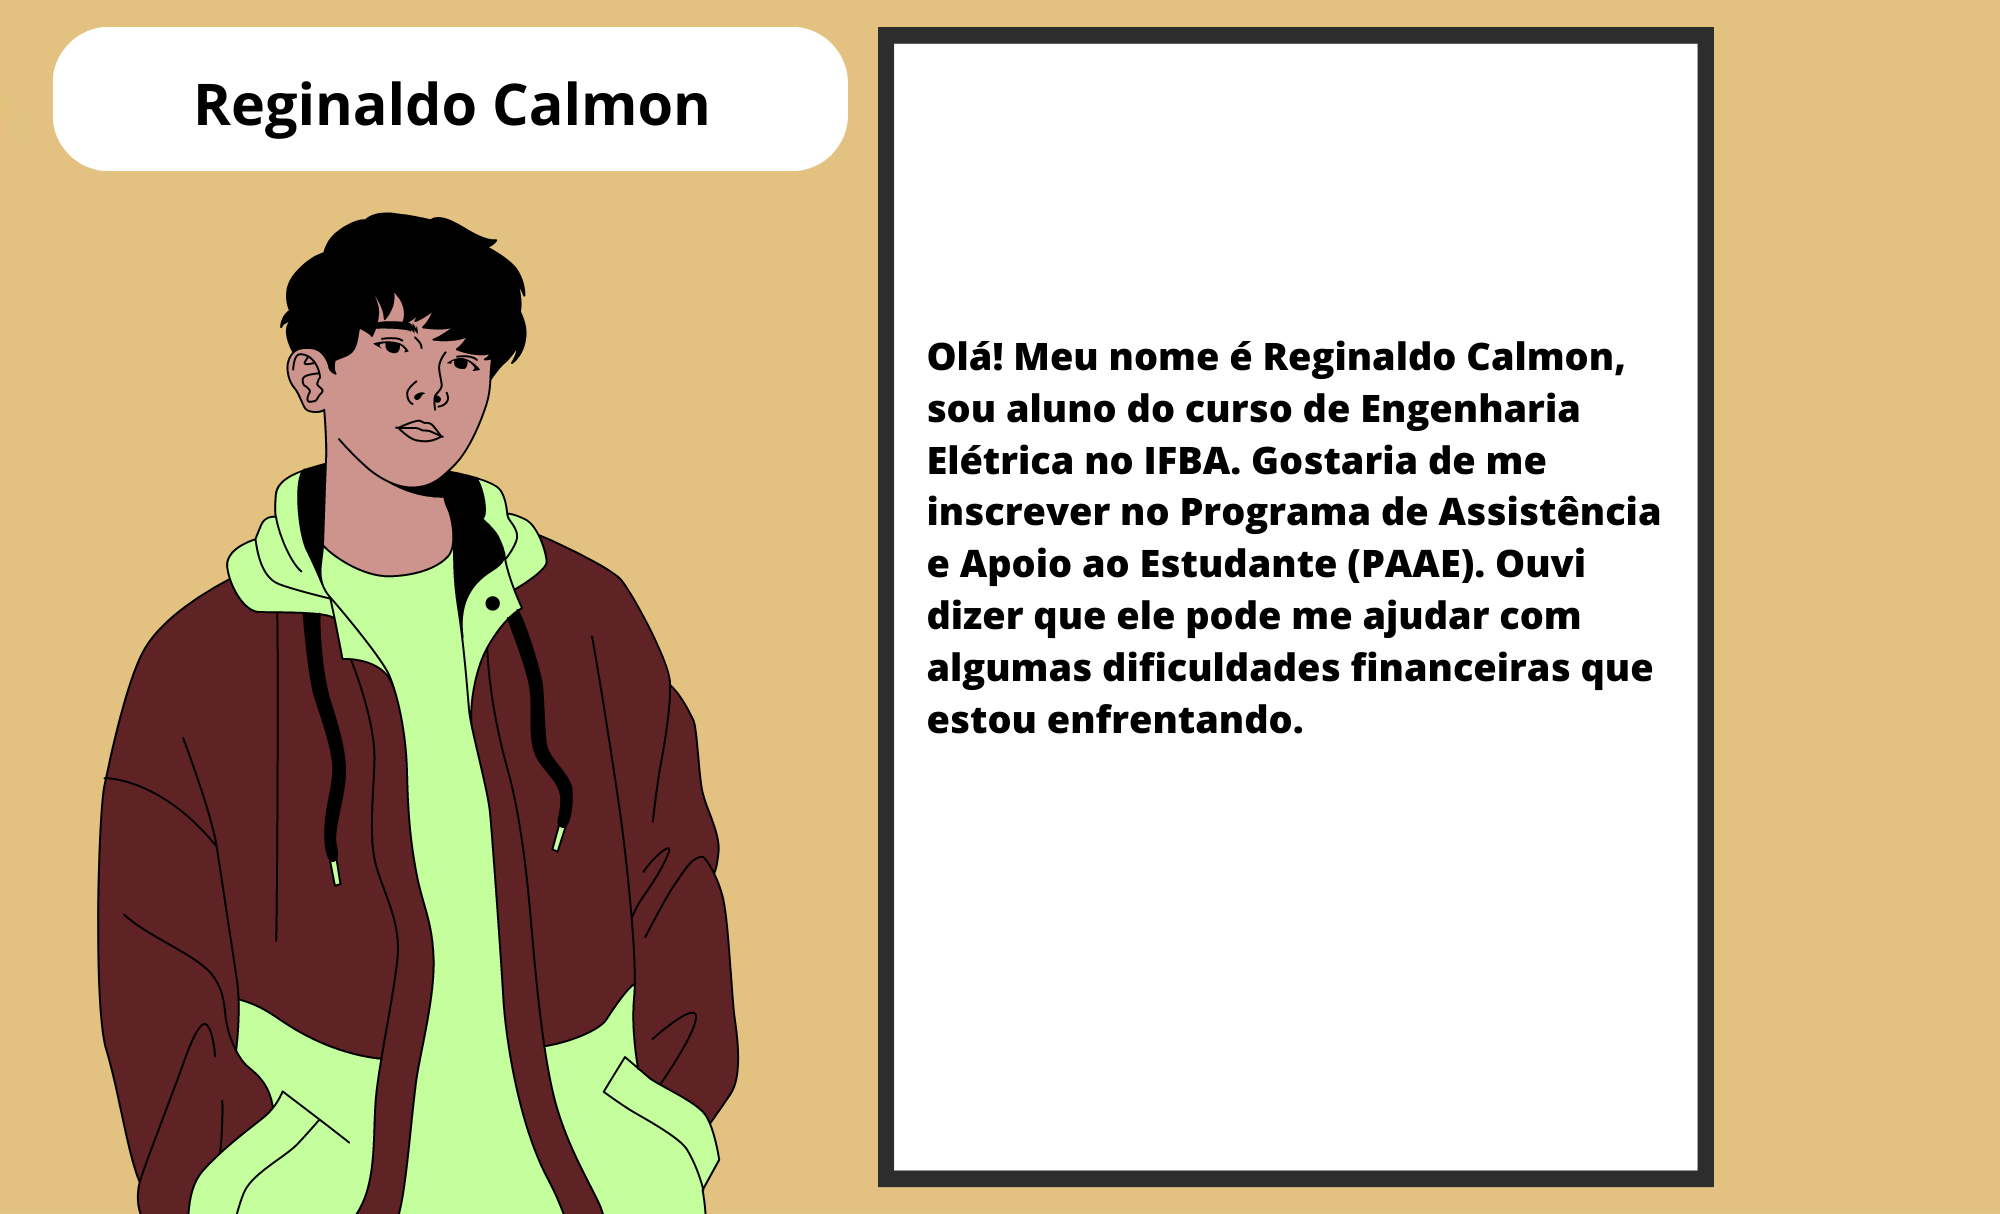 Reginaldo Calmon
Olá! Meu nome é Reginaldo Calmon,
sou aluno do curso de Engenharia
Elétrica no IFBA. Gostaria de me
inscrever no Programa de Assistência
e Apoio ao Estudante (PAAE). Ouvi
dizer que ele pode me ajudar com
algumas dificuldades financeiras que
estou enfrentando.